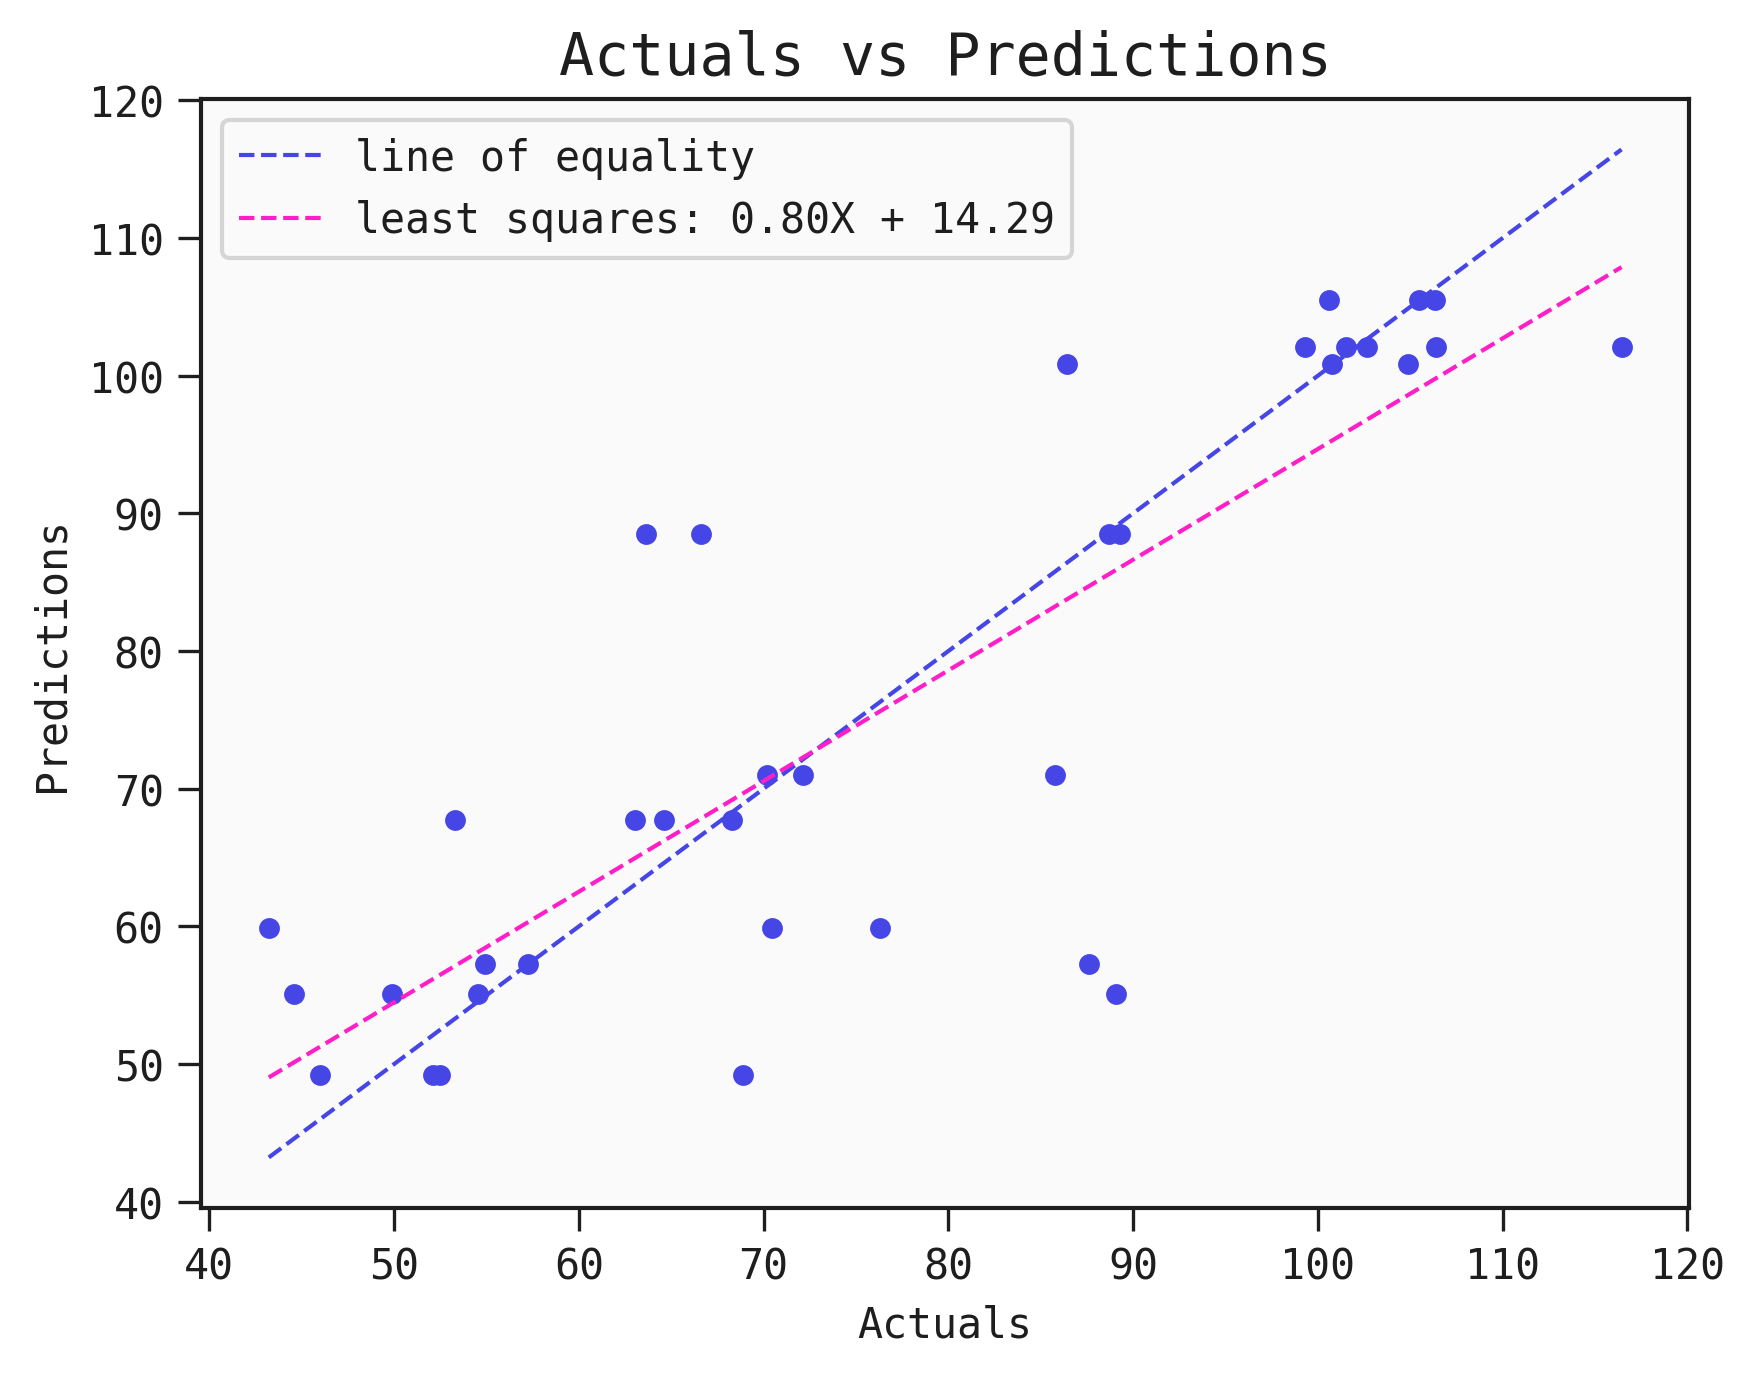 Actuals vs Predictions
line of equality
least squares: 0.80X + 14.29
120
110
100
90
80
70
60
50
40
Predictions
40 50 60 70 80 90 100 110 120
Actuals